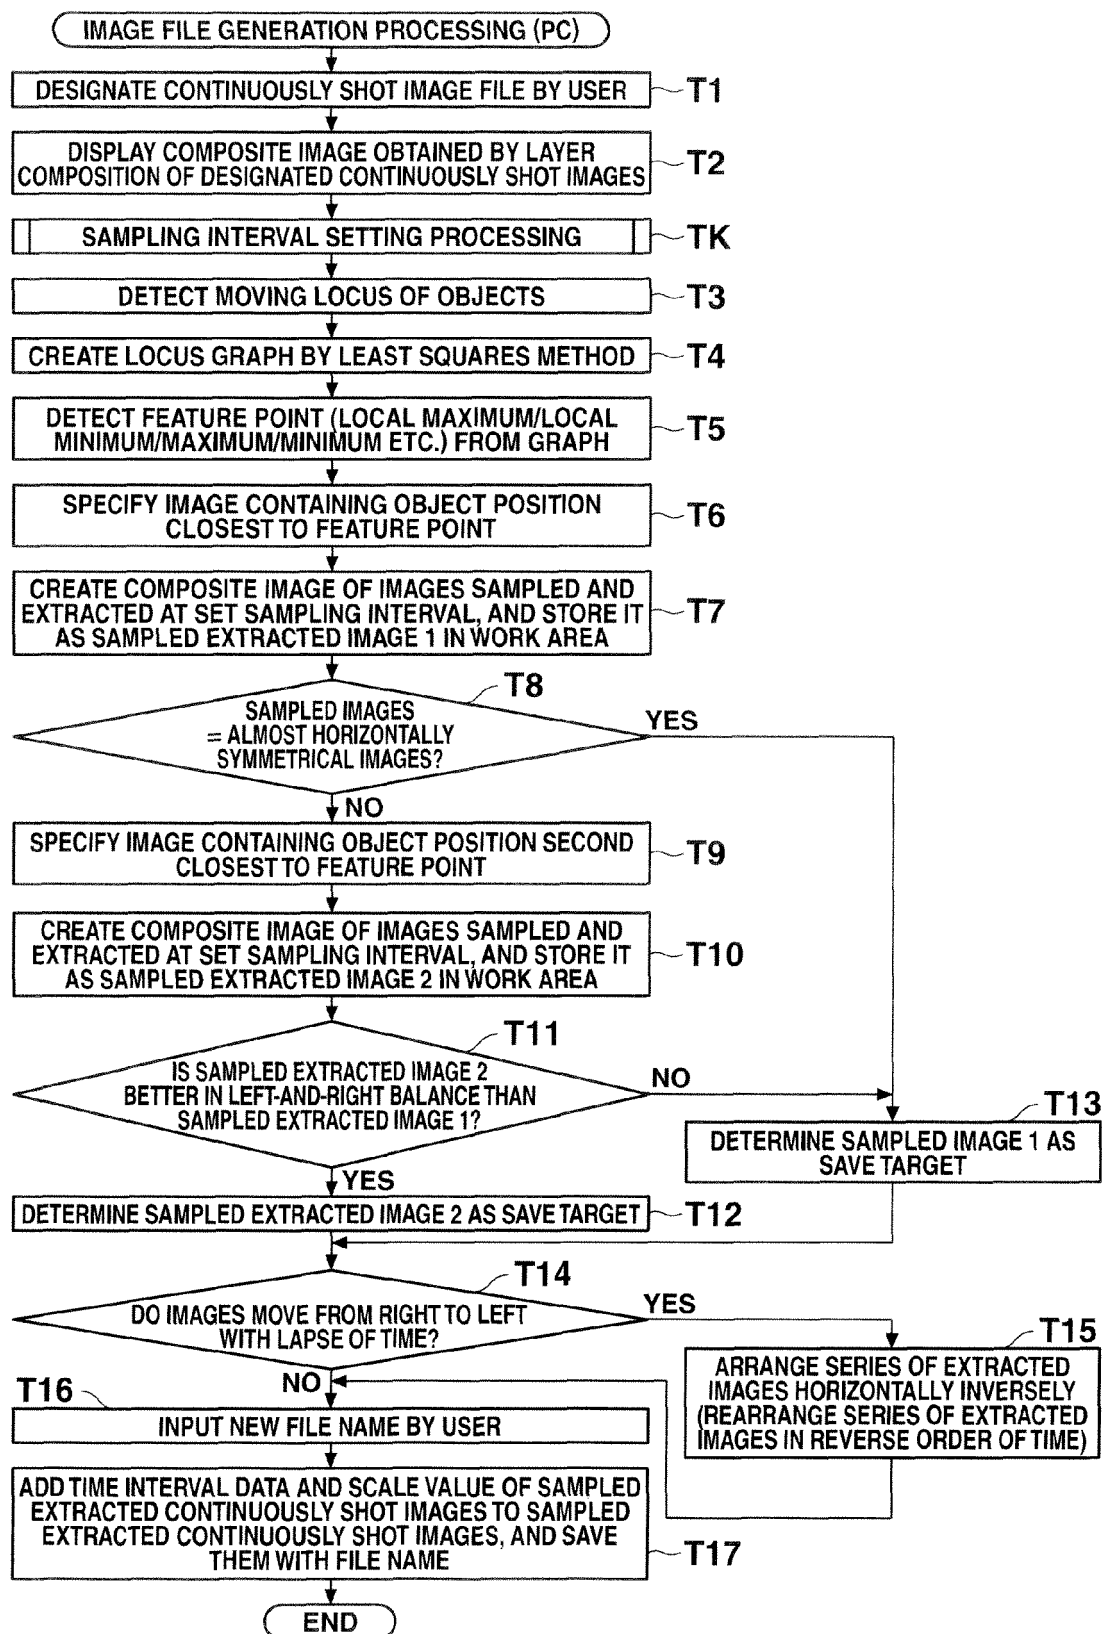 IMAGE FILE GENERATION PROCESSING (PC)
DESIGNATE CONTINUOUSLY SHOT IMAGE FILE BY USER
T1
DISPLAY COMPOSITE IMAGE OBTAINED BY LAYER
COMPOSITION OF DESIGNATED CONTINUOUSLY SHOT IMAGES
T2
SAMPLING INTERVAL SETTING PROCESSING
TK
DETECT MOVING LOCUS OF OBJECTS
T3
CREATE LOCUS GRAPH BY LEAST SQUARES METHOD
T4
DETECT FEATURE POINT (LOCAL MAXIMUM/LOCAL
MINIMUM/MAXIMUM/MINIMUM ETC.) FROM GRAPH
T5
SPECIFY IMAGE CONTAINING OBJECT POSITION
CLOSEST TO FEATURE POINT
T6
CREATE COMPOSITE IMAGE OF IMAGES SAMPLED AND
EXTRACTED AT SET SAMPLING INTERVAL, AND STORE IT
AS SAMPLED EXTRACTED IMAGE 1 IN WORK AREA
T7
T8
SAMPLED IMAGES
= ALMOST HORIZONTALLY
SYMMETRICAL IMAGES?
YES
NO
SPECIFY IMAGE CONTAINING OBJECT POSITION SECOND
CLOSEST TO FEATURE POINT
T9
CREATE COMPOSITE IMAGE OF IMAGES SAMPLED AND
EXTRACTED AT SET SAMPLING INTERVAL, AND STORE IT
AS SAMPLED EXTRACTED IMAGE 2 IN WORK AREA
T10
T11
IS SAMPLED EXTRACTED IMAGE 2
BETTER IN LEFT-AND-RIGHT BALANCE THAN
SAMPLED EXTRACTED IMAGE 1?
NO
YES
T13
DETERMINE SAMPLED IMAGE 1 AS
SAVE TARGET
DETERMINE SAMPLED EXTRACTED IMAGE 2 AS SAVE TARGET
T12
T14
DO IMAGES MOVE FROM RIGHT TO LEFT
WITH LAPSE OF TIME?
YES
NO
T15
ARRANGE SERIES OF EXTRACTED
IMAGES HORIZONTALLY INVERSELY
(REARRANGE SERIES OF EXTRACTED
IMAGES IN REVERSE ORDER OF TIME)
T16
INPUT NEW FILE NAME BY USER
ADD TIME INTERVAL DATA AND SCALE VALUE OF SAMPLED
EXTRACTED CONTINUOUSLY SHOT IMAGES TO SAMPLED
EXTRACTED CONTINUOUSLY SHOT IMAGES, AND SAVE
THEM WITH FILE NAME
T17
END